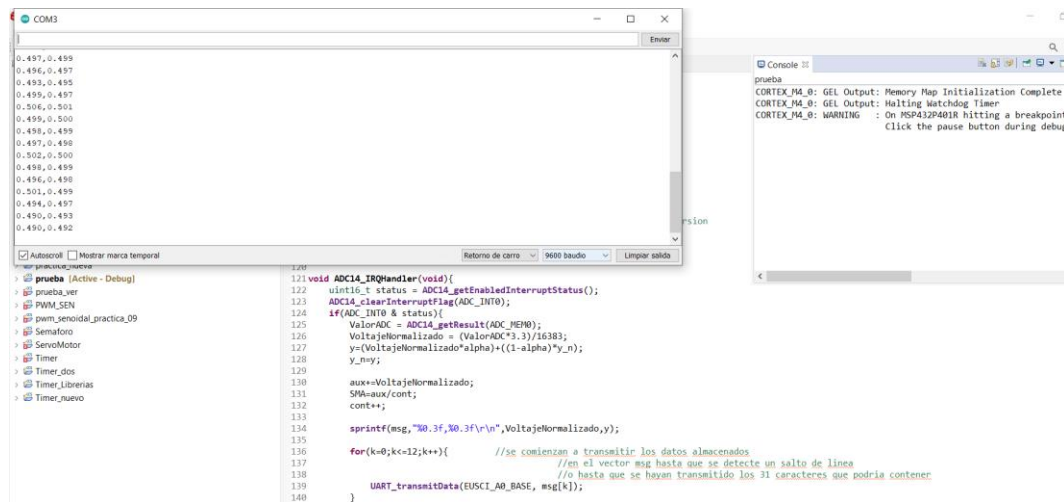 COM3
Enviar
0.497,0.499
0.496,0.497
0.493,0.495
0.499,0.497
0.506,0.501
0.499,0.500
0.498,0.499
0.497,0.498
0.502,0.500
0.498,0.499
0.496,0.498
0.501,0.499
0.494,0.497
0.490,0.493
0.490,0.492
Autoscroll Mostrar marca temporal Retorno de carro 9600 baudio Limpiar salida
Console
prueba
CORTEX_M4_0: GEL Output: Memory Map Initialization Complete
CORTEX_M4_0: GEL Output: Halting Watchdog Timer
CORTEX_M4_0: WARNING : On MSP432P401R hitting a breakpoint
Click the pause button during debug
rsion
practica_nueva
prueba [Active - Debug]
prueba_ver
PWM_SEN
pwm_senoidal_practica_09
Semaforo
ServoMotor
Timer
Timer_dos
Timer_Librerias
Timer_nuevo
120
121 void ADC14_IRQHandler(void){
122 uint16_t status = ADC14_getEnabledInterruptStatus();
123 ADC14_clearInterruptFlag(ADC_INT0);
124 if(ADC_INT0 & status){
125 ValorADC = ADC14_getResult(ADC_MEM0);
126 VoltajeNormalizado = (ValorADC*3.3)/16383;
127 y=(VoltajeNormalizado*alpha)+((1-alpha)*y_n);
128 y_n=y;
129
130 aux+=VoltajeNormalizado;
131 SMA=aux/cont;
132 cont++;
133
134 sprintf(msg,"%0.3f,%0.3f\r\n",VoltajeNormalizado,y);
135
136 for(k=0;k<=12;k++){ //se comienzan a transmitir los datos almacenados
137 //en el vector msg hasta que se detecte un salto de linea
138 //o hasta que se hayan transmitido los 31 caracteres que podria contener
139 UART_transmitData(EUSCI_A0_BASE, msg[k]);
140 }